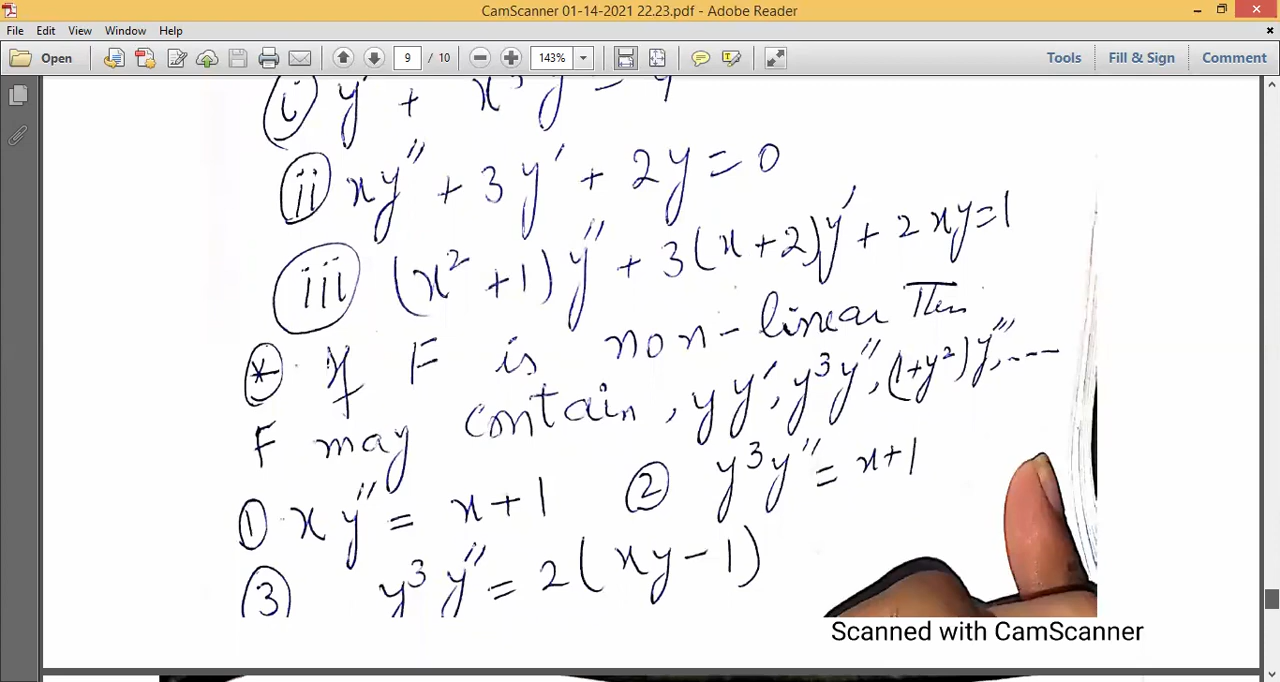 CamScanner 01-14-2021 22.23.pdf - Adobe Reader
File Edit View Window Help
Open 9 / 10 143% Tools Fill & Sign Comment
(i) y' + x³y =
(ii) xy'' + 3y' + 2y = 0
(iii) (x² + 1) y'' + 3(x + 2)y' + 2xy = 1
* If F is non-linear Then
F may contain, yy', y³y'', (1+y²)y''', ----
① xy'' = x + 1 ② y³y'' = x + 1
③ y³y'' = 2(xy - 1)
Scanned with CamScanner